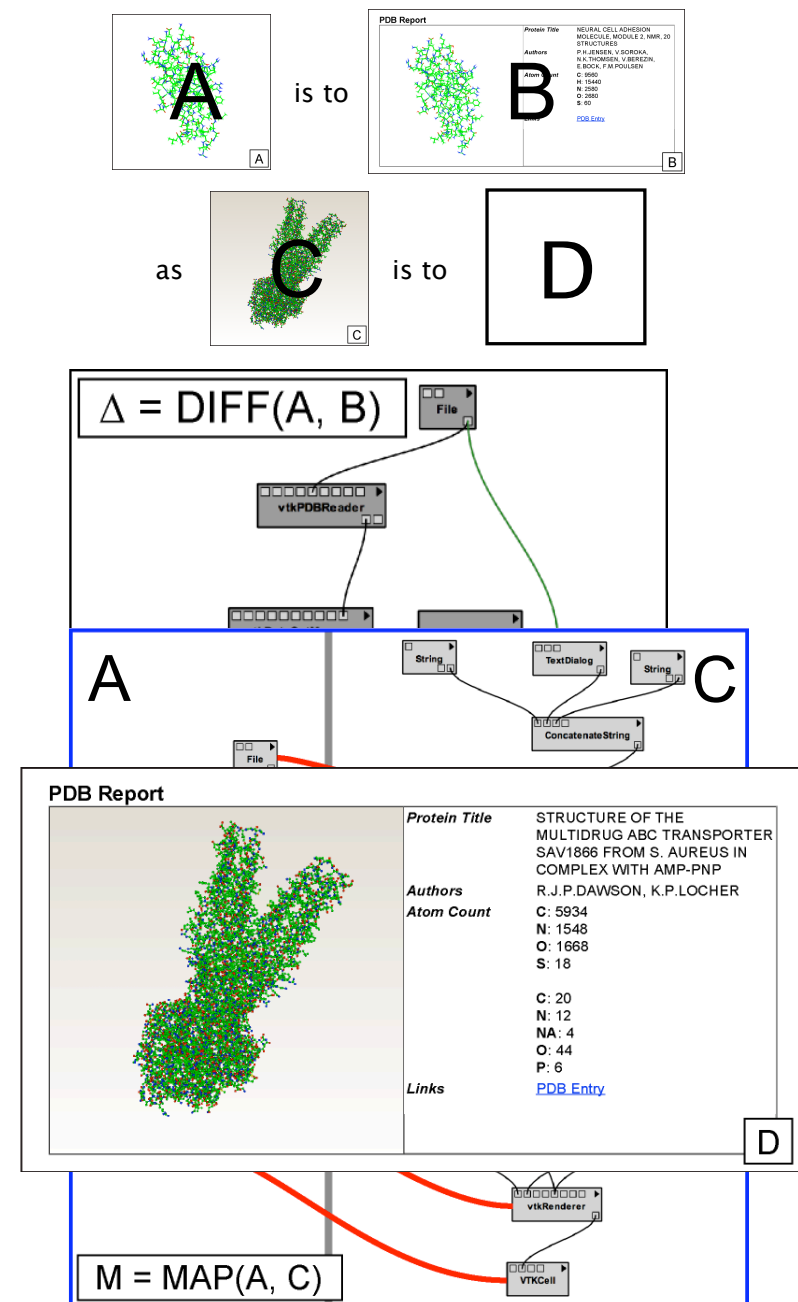 A
A
is to
PDB Report
Protein Title
NEURAL CELL ADHESION
MOLECULE, MODULE 2, NMR, 20
STRUCTURES
Authors
P.H.JENSEN, V.SOROKA,
N.K.THOMSEN, V.BEREZIN,
E.BOCK, F.M.POULSEN
Atom Count
C: 9560
H: 15440
N: 2580
O: 2680
S: 60
Links
PDB Entry
B
B
as
C
C
is to
D
Δ = DIFF(A, B)
File
vtkPDBReader
A
C
String
TextDialog
String
ConcatenateString
File
PDB Report
Protein Title
STRUCTURE OF THE
MULTIDRUG ABC TRANSPORTER
SAV1866 FROM S. AUREUS IN
COMPLEX WITH AMP-PNP
Authors
R.J.P.DAWSON, K.P.LOCHER
Atom Count
C: 5934
N: 1548
O: 1668
S: 18
C: 20
N: 12
NA: 4
O: 44
P: 6
Links
PDB Entry
D
vtkRenderer
VTKCell
M = MAP(A, C)